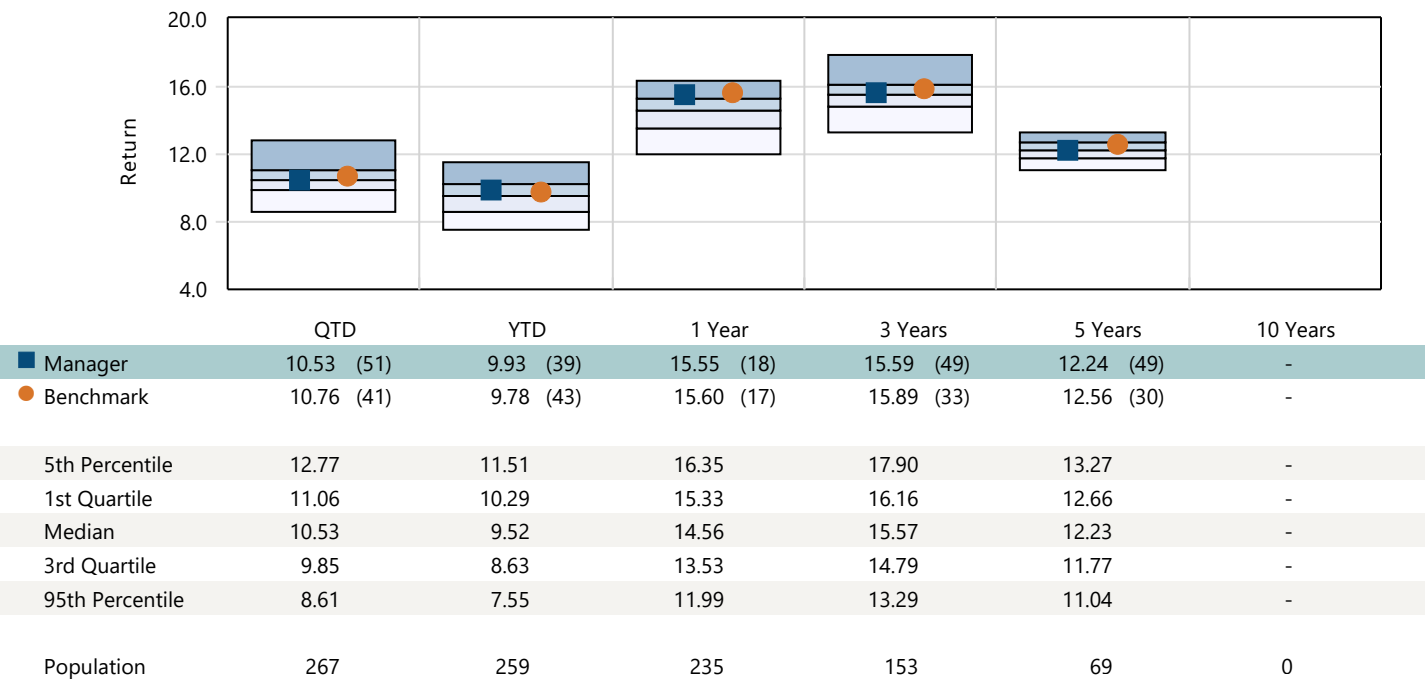 20.0
16.0
12.0
8.0
4.0
Return
QTD YTD 1 Year 3 Years 5 Years 10 Years
Manager 10.53 (51) 9.93 (39) 15.55 (18) 15.59 (49) 12.24 (49) -
Benchmark 10.76 (41) 9.78 (43) 15.60 (17) 15.89 (33) 12.56 (30) -
5th Percentile 12.77 11.51 16.35 17.90 13.27 -
1st Quartile 11.06 10.29 15.33 16.16 12.66 -
Median 10.53 9.52 14.56 15.57 12.23 -
3rd Quartile 9.85 8.63 13.53 14.79 11.77 -
95th Percentile 8.61 7.55 11.99 13.29 11.04 -
Population 267 259 235 153 69 0